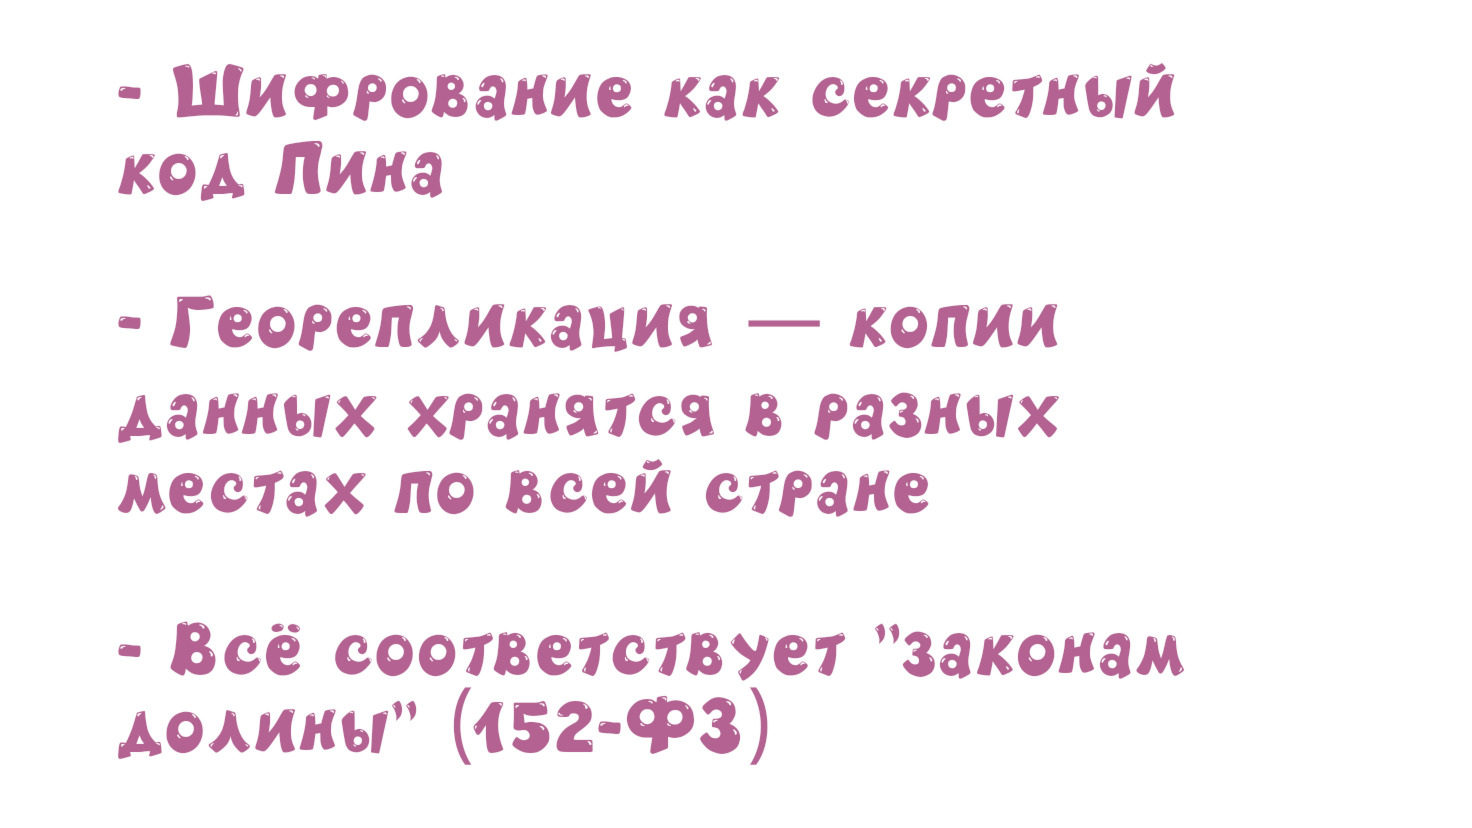 - Шифрование как секретный
код Пина
- Георепликация — копии
данных хранятся в разных
местах по всей стране
- Всё соответствует "законам
долины" (152-ФЗ)